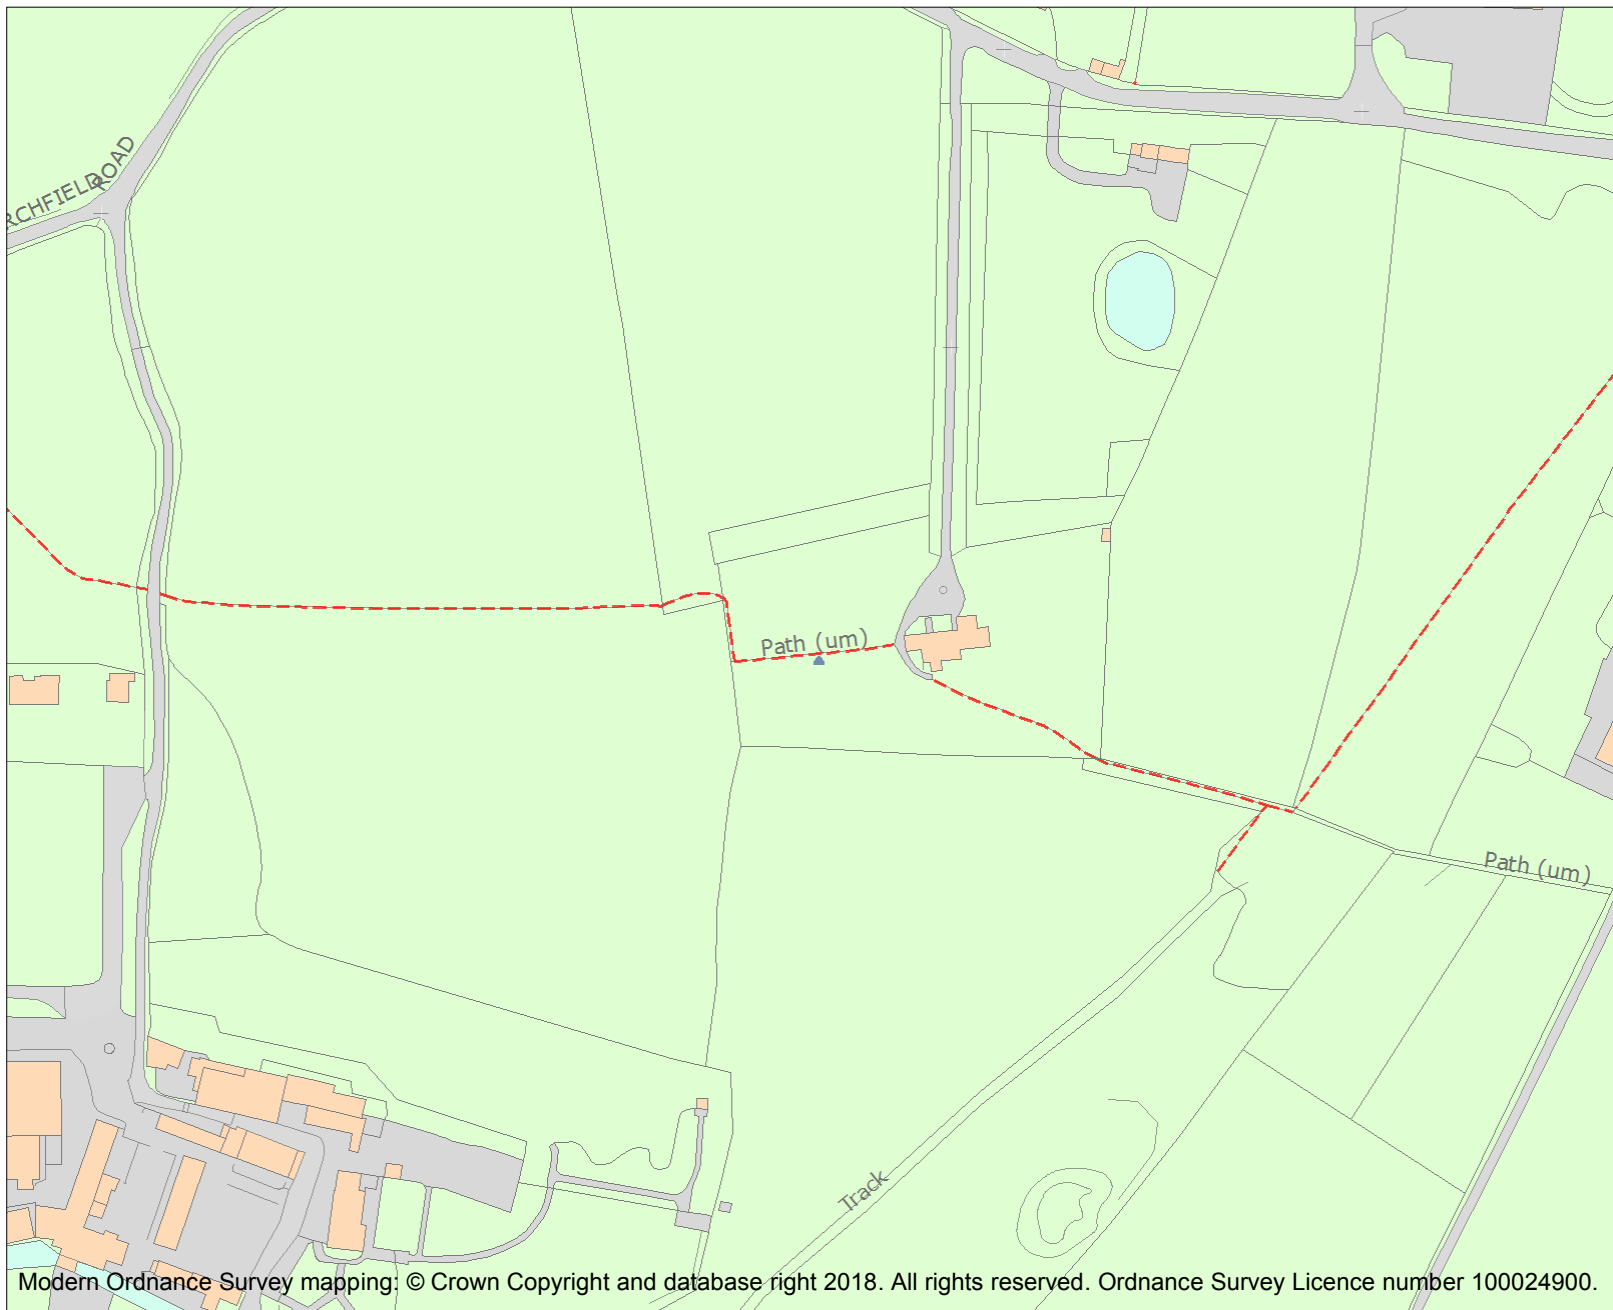 RCHFIELD ROAD
Path (um)
Path (um)
Track
Modern Ordnance Survey mapping: © Crown Copyright and database right 2018. All rights reserved. Ordnance Survey Licence number 100024900.